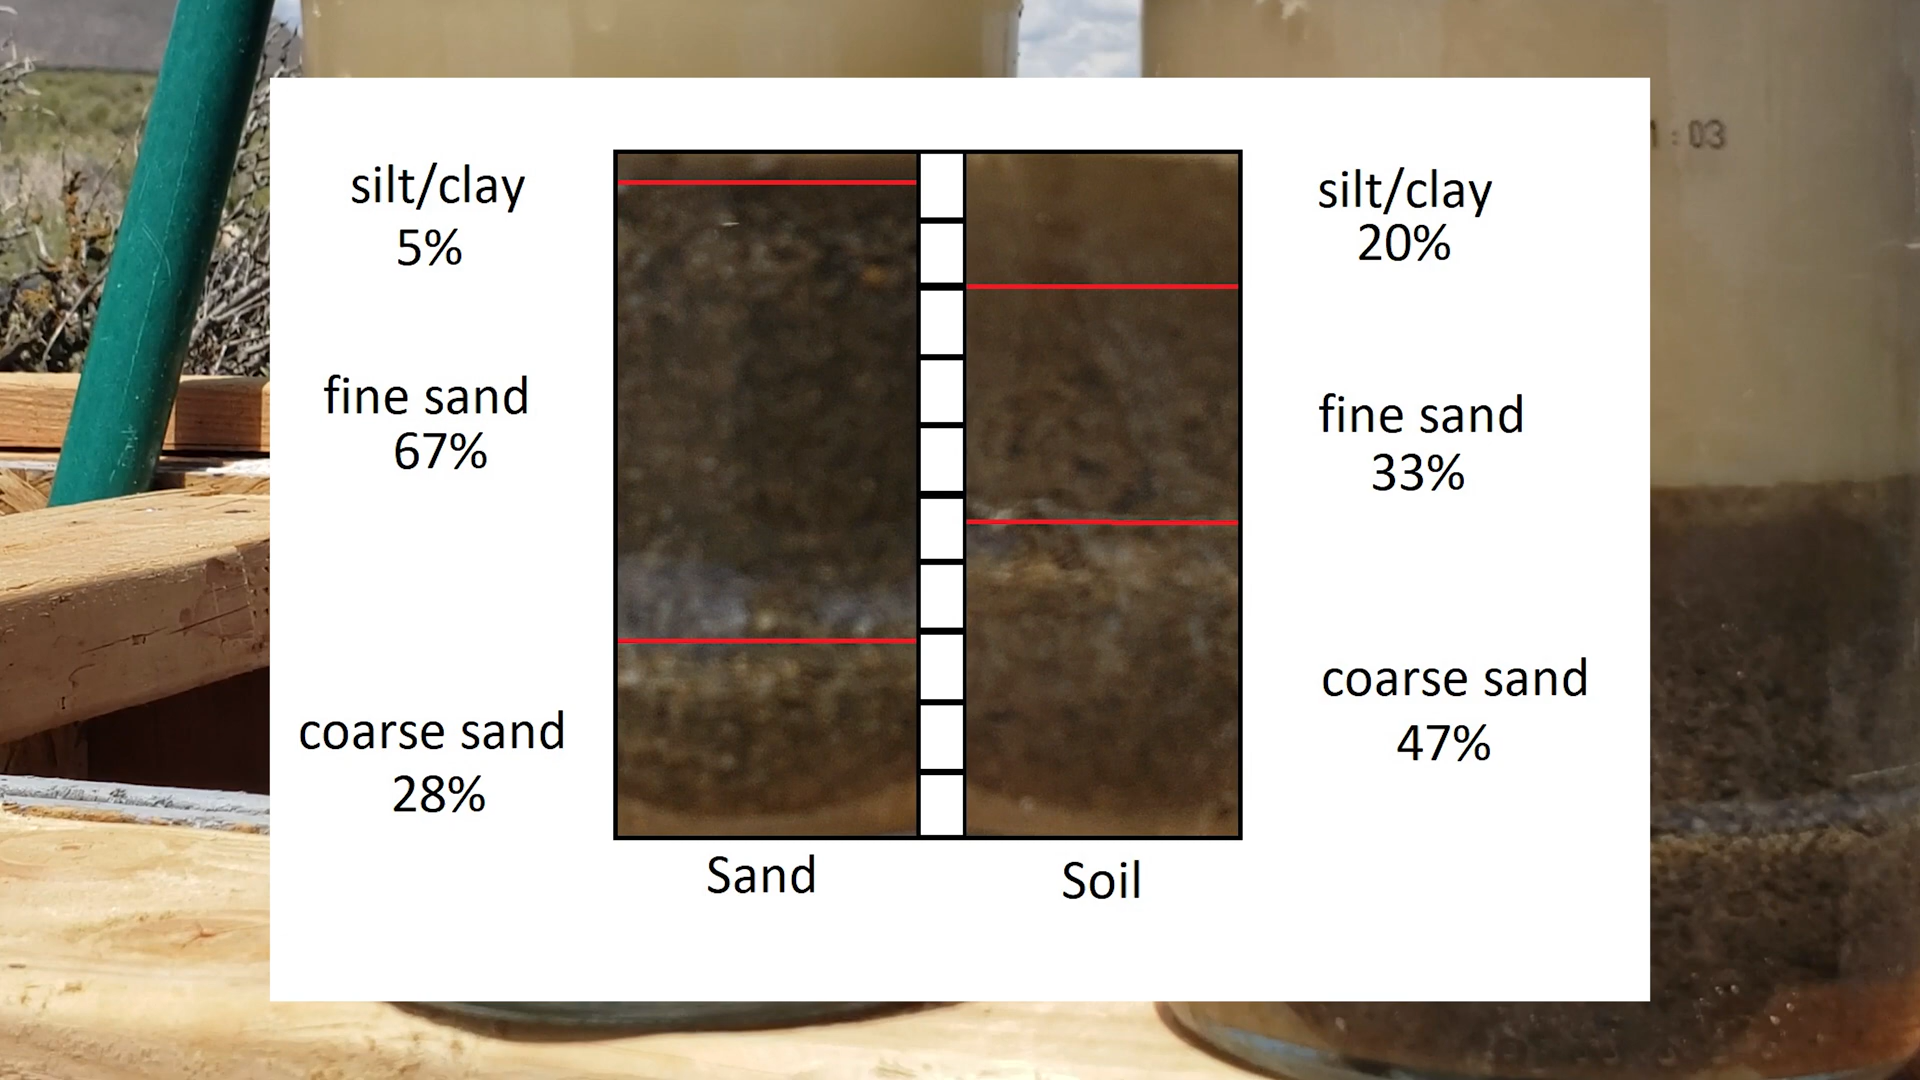 silt/clay
5%
fine sand
67%
coarse sand
28%
silt/clay
20%
fine sand
33%
coarse sand
47%
Sand
Soil
:03